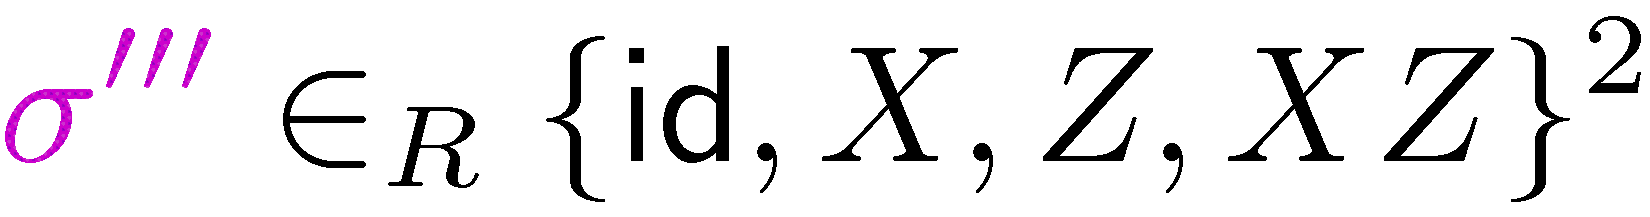 σ''' ∈_R {id, X, Z, XZ}^2